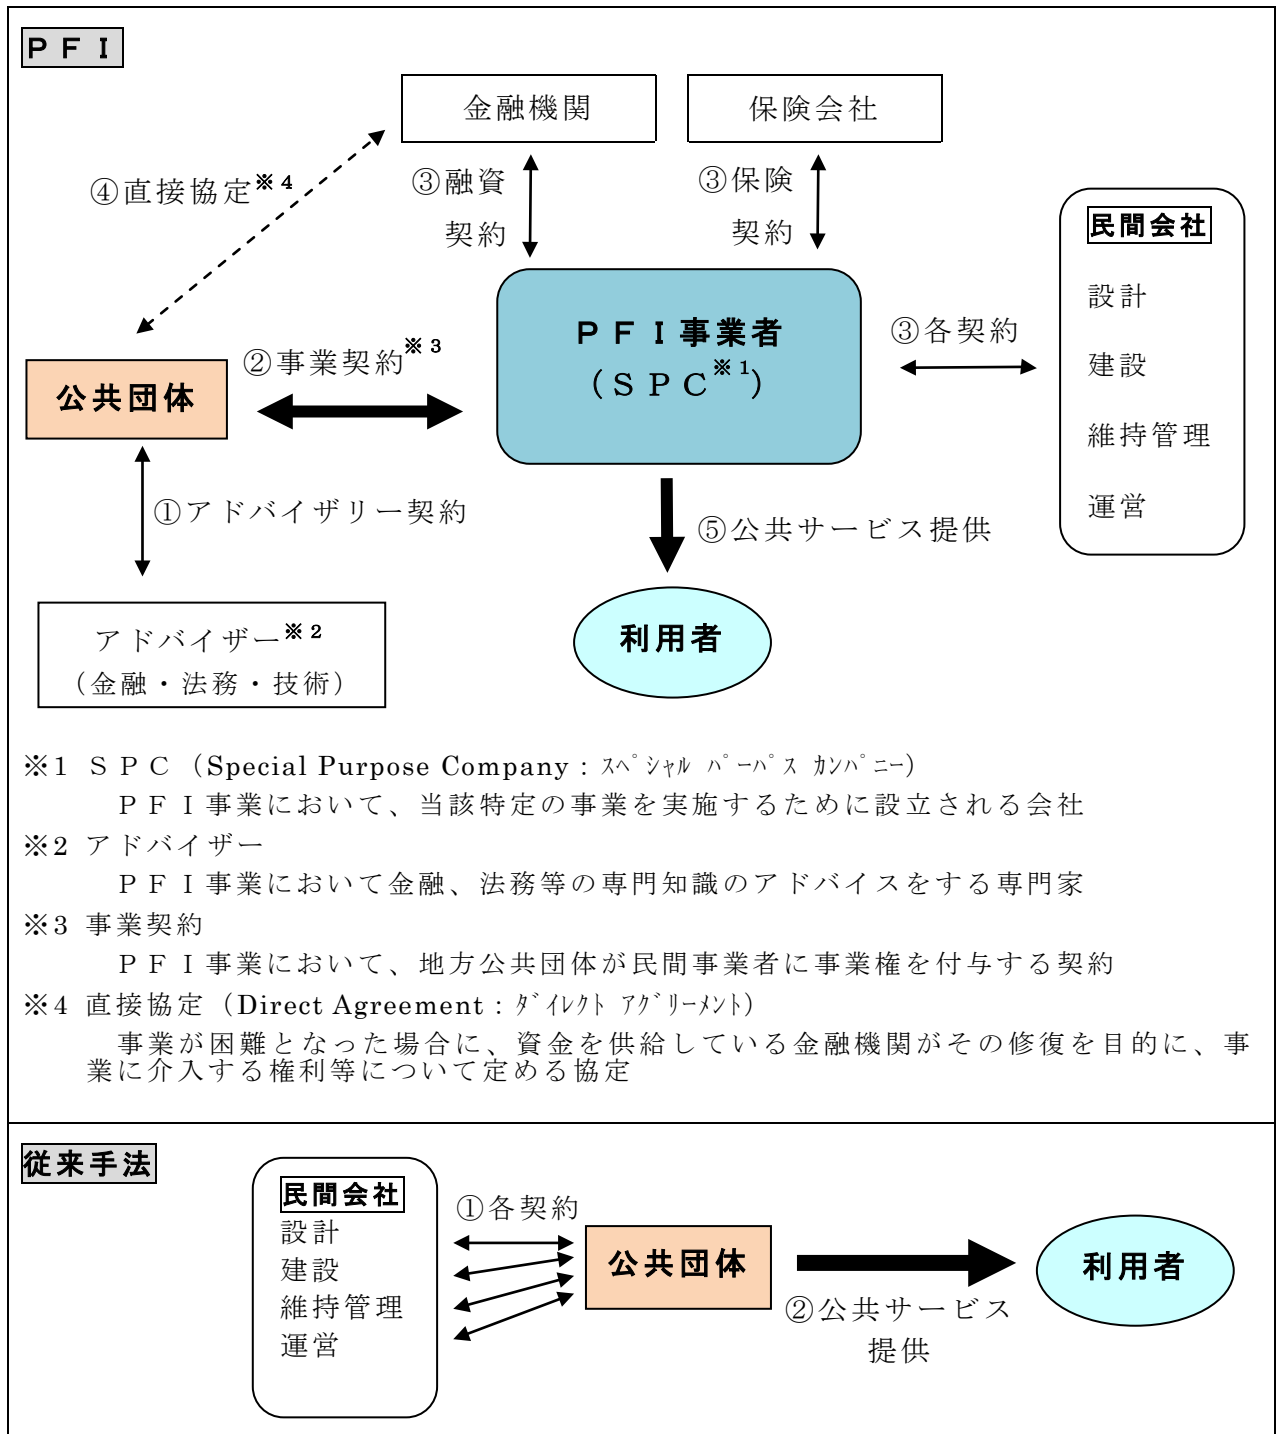 ＰＦＩ
金融機関
保険会社
④直接協定※4
③融資
契約
③保険
契約
民間会社
設計
建設
維持管理
運営
ＰＦＩ事業者
（ＳＰＣ※1）
③各契約
②事業契約※3
公共団体
①アドバイザリー契約
⑤公共サービス提供
アドバイザー※2
（金融・法務・技術）
利用者
※1 ＳＰＣ（Special Purpose Company：ｽﾍﾟｼｬﾙ ﾊﾟｰﾊﾟｽ ｶﾝﾊﾟﾆｰ）
ＰＦＩ事業において、当該特定の事業を実施するために設立される会社
※2 アドバイザー
ＰＦＩ事業において金融、法務等の専門知識のアドバイスをする専門家
※3 事業契約
ＰＦＩ事業において、地方公共団体が民間事業者に事業権を付与する契約
※4 直接協定（Direct Agreement：ﾀﾞｲﾚｸﾄ ｱｸﾞﾘｰﾒﾝﾄ）
事業が困難となった場合に、資金を供給している金融機関がその修復を目的に、事
業に介入する権利等について定める協定
従来手法
民間会社
設計
建設
維持管理
運営
①各契約
公共団体
②公共サービス
提供
利用者